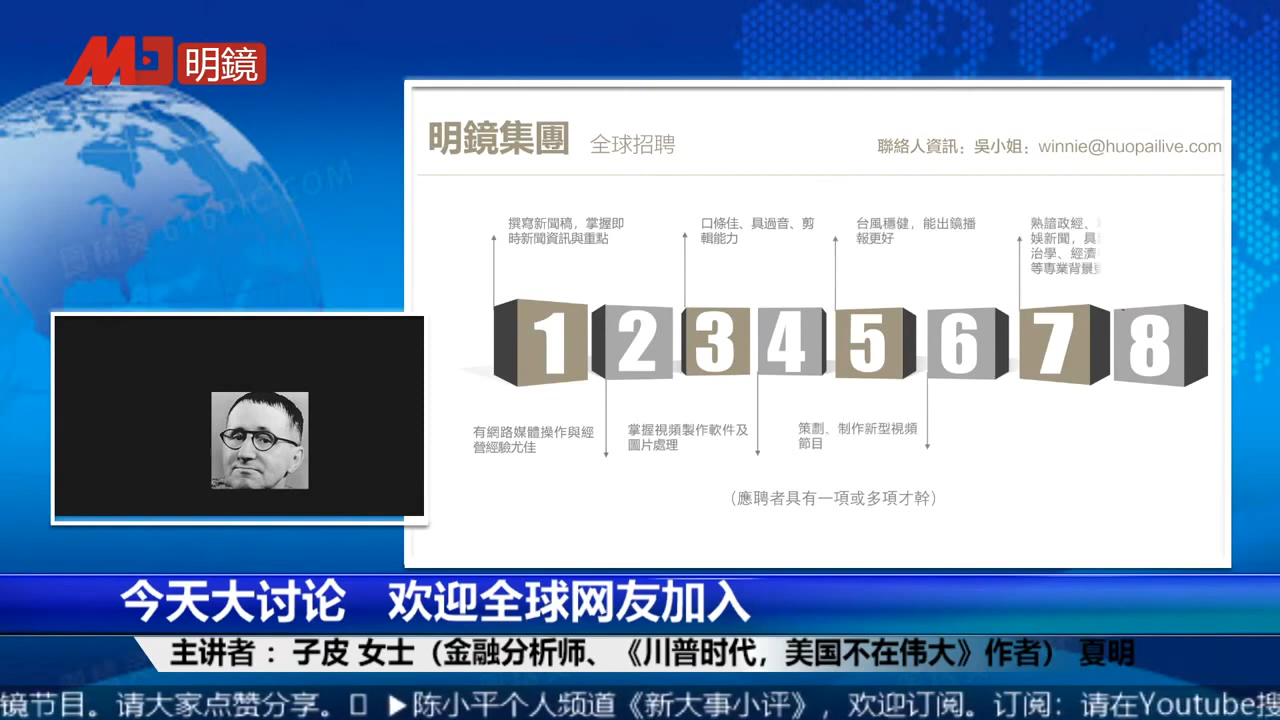 明鏡
明鏡集團 全球招聘
聯絡人資訊：吳小姐：winnie@huopailive.com
撰寫新聞稿，掌握即
時新聞資訊與重點
口條佳、具過音、剪
輯能力
台風穩健，能出鏡播
報更好
熟諳政經、
娛新聞，具
治學、經濟
等專業背景
1 2 3 4 5 6 7 8
有網路媒體操作與經
營經驗尤佳
掌握視頻製作軟件及
圖片處理
策劃、制作新型視頻
節目
（應聘者具有一項或多項才幹）
今天大讨论 欢迎全球网友加入
主讲者：子皮 女士（金融分析师、《川普时代，美国不在伟大》作者） 夏明
镜节目。请大家点赞分享。 ▶陈小平个人频道《新大事小评》，欢迎订阅。订阅：请在Youtube搜